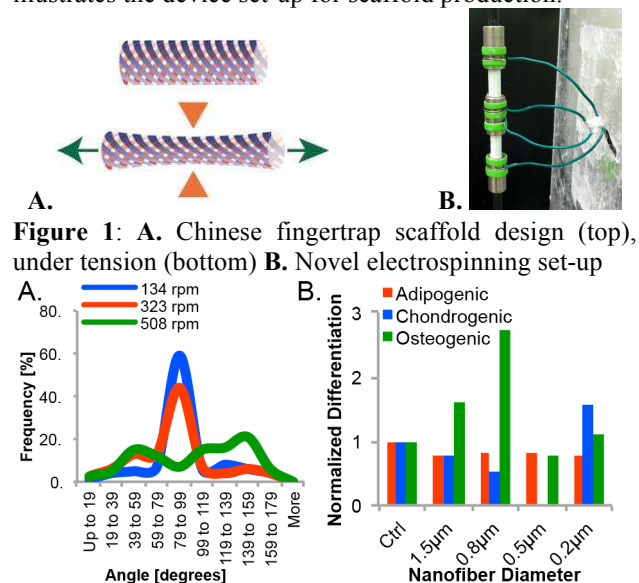 illustrates the device set-up for scaffold production.
A.
B.
Figure 1: A. Chinese fingertrap scaffold design (top),
under tension (bottom) B. Novel electrospinning set-up
A.
134 rpm
323 rpm
508 rpm
80.
60.
40.
20.
0.
Frequency [%]
Up to 19
19 to 39
39 to 59
59 to 79
79 to 99
99 to 119
119 to 139
139 to 159
159 to 179
More
Angle [degrees]
B.
Adipogenic
Chondrogenic
Osteogenic
3
2
1
0
Normalized Differentiation
Ctrl
1.5µm
0.8µm
0.5µm
0.2µm
Nanofiber Diameter